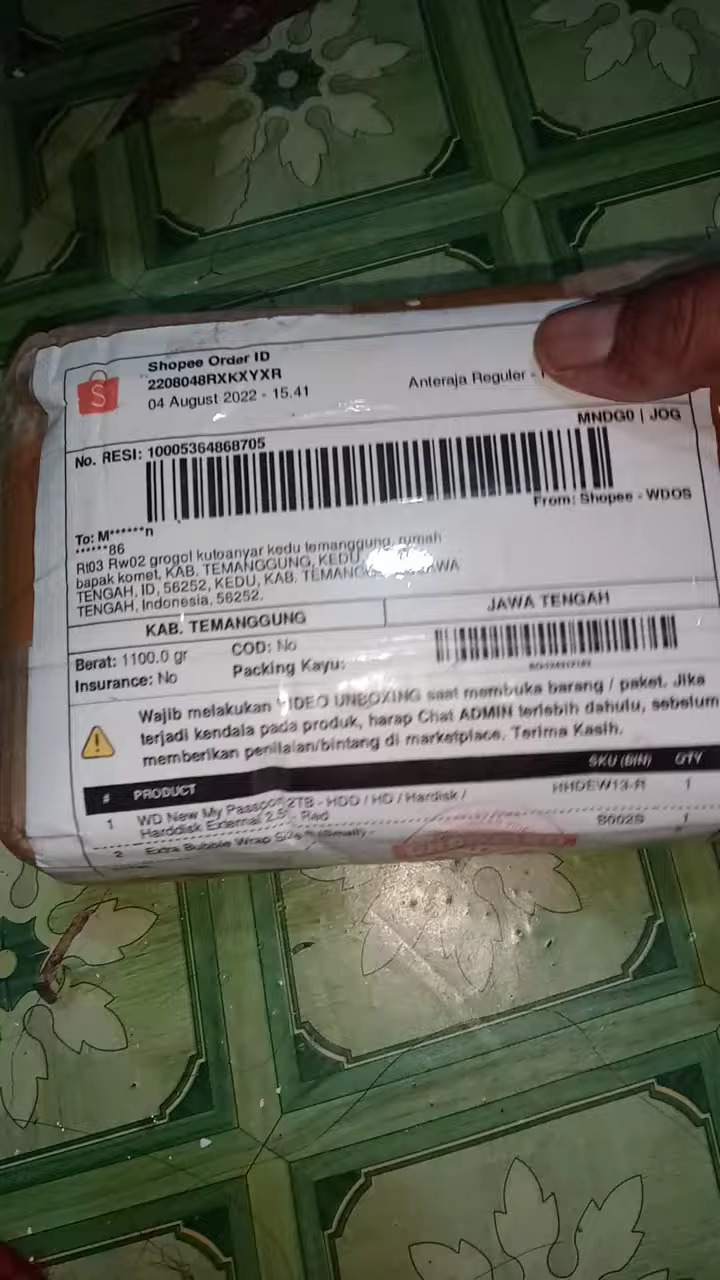 Shopee Order ID
2208048RXKXYXR
04 August 2022 - 15.41
Anteraja Reguler -
MNDG0 | JOG
No. RESI: 10005364868705
From: Shopee - WDOS
To: M******n
******86
Rt03 Rw02 grogol kutoanyar kedu temanggung, rumah
bapak komet, KAB. TEMANGGUNG, KEDU,
TENGAH, ID, 56252, KEDU, KAB.
TENGAH, Indonesia, 56252.
KAB. TEMANGGUNG
JAWA TENGAH
Berat: 1100.0 gr
COD: No
Insurance: No
Packing Kayu:
Wajib melakukan VIDEO UNBOXING saat membuka barang / paket. Jika
terjadi kendala pada produk, harap Chat ADMIN terlebih dahulu, sebelum
memberikan penilaian/bintang di marketplace. Terima Kasih.
# PRODUCT SKU (BIN) QTY
1 WD New My Passport 2TB - HDD / HD / Hardisk / HHDEW13-R 1
Harddisk External 2.5" - Red
2 Extra Bubble Wrap Size S (Small) - B002S 1